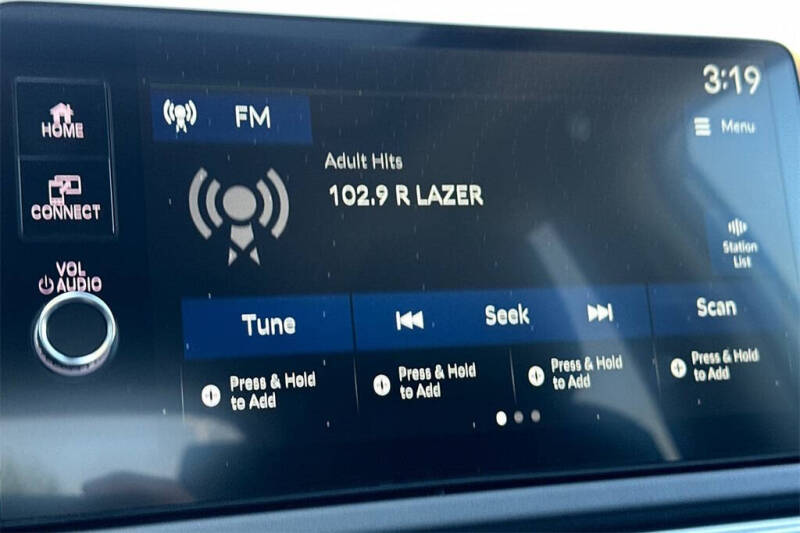 3:19
HOME
FM
Menu
Adult Hits
102.9 R LAZER
CONNECT
Station
List
VOL
AUDIO
Tune
Seek
Scan
Press & Hold
to Add
Press & Hold
to Add
Press & Hold
to Add
Press & Hold
to Add